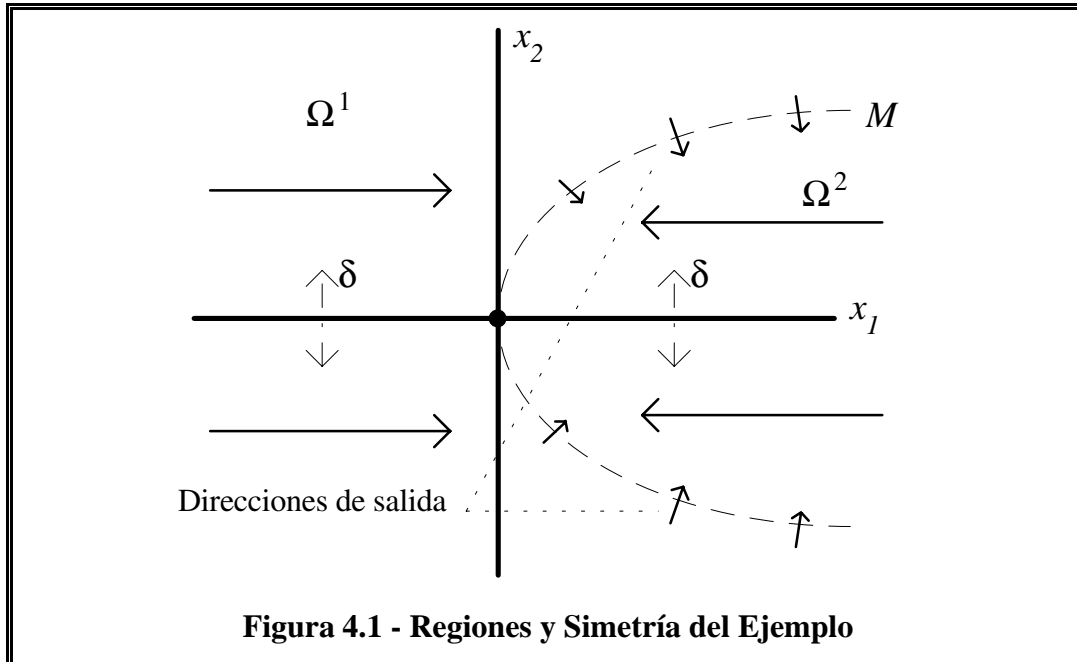 x₂
Ω¹
M
Ω²
δ
δ
x₁
Direcciones de salida
Figura 4.1 - Regiones y Simetría del Ejemplo